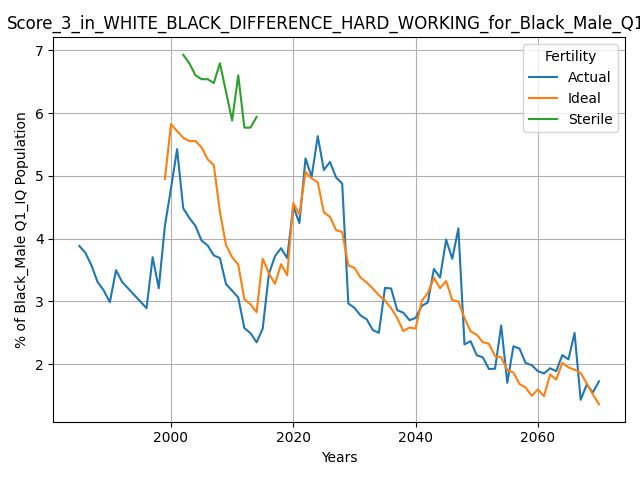 Score_3_in_WHITE_BLACK_DIFFERENCE_HARD_WORKING_for_Black_Male_Q1
Fertility
Actual
Ideal
Sterile
% of Black_Male Q1_IQ Population
7
6
5
4
3
2
2000 2020 2040 2060
Years